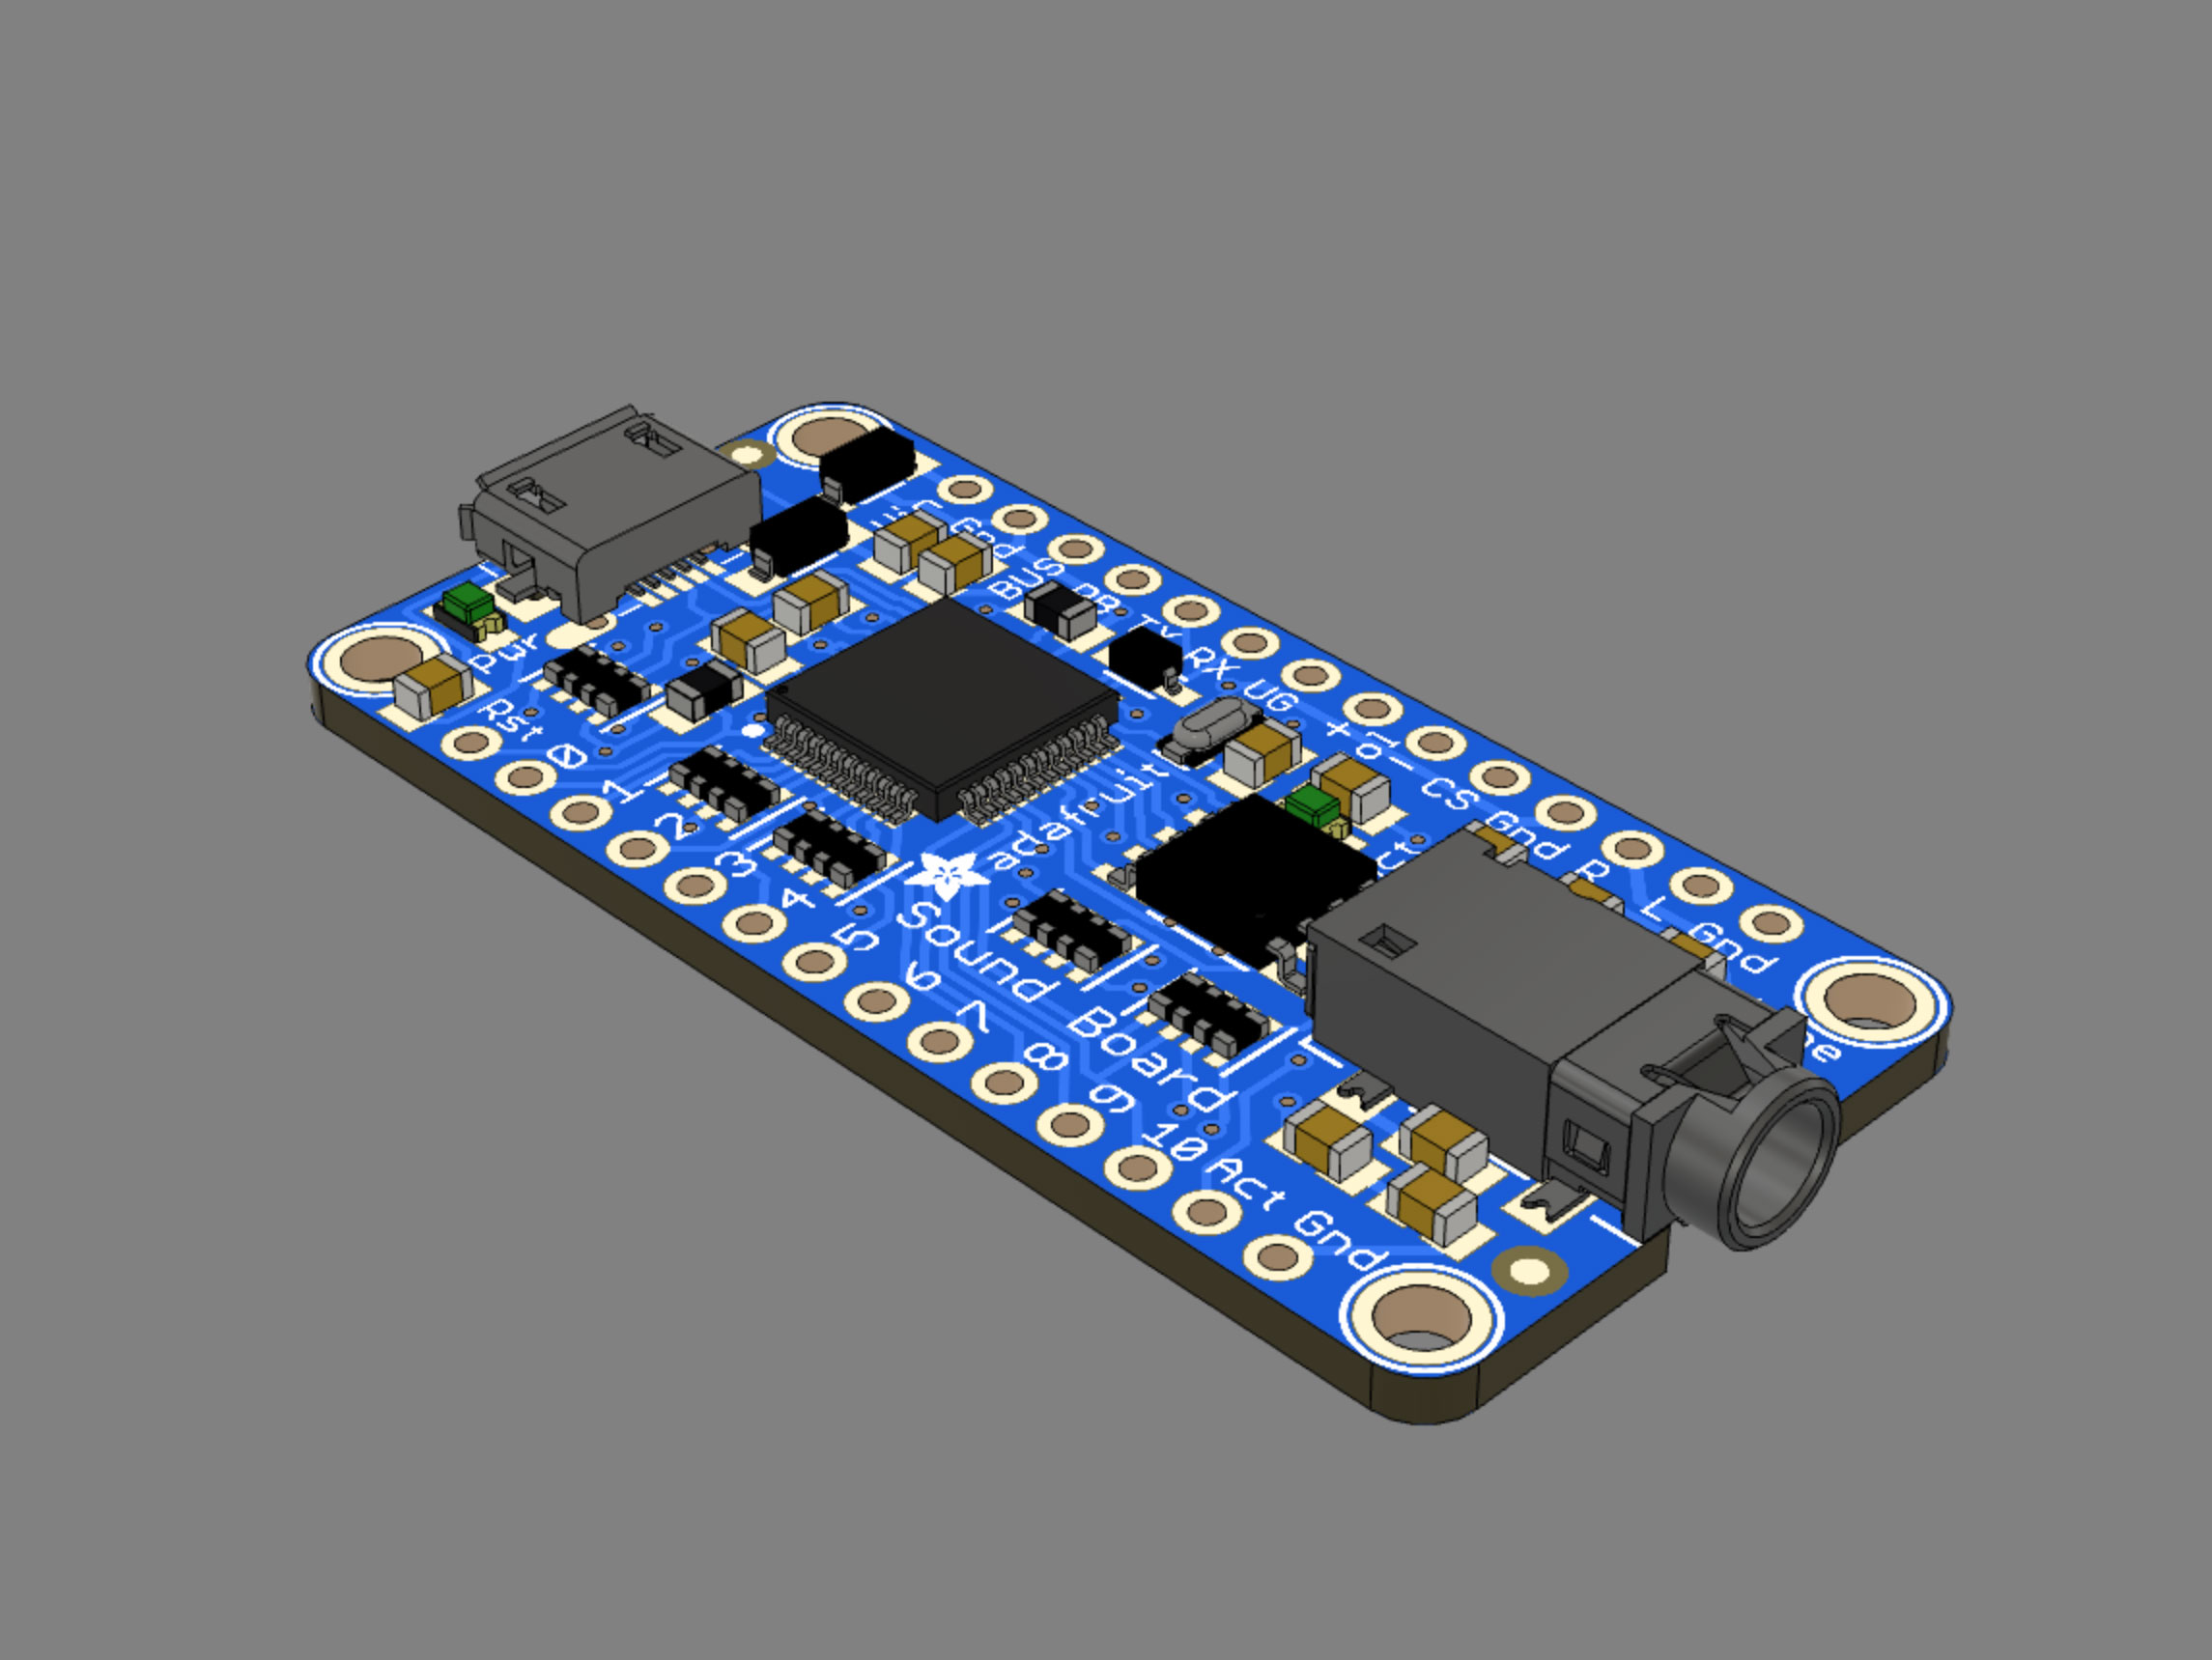 Gnd
BUS
DB
TX
RX
UG
+
-
CS
Gnd
R
L
Gnd
Pwr
Rst
0
1
2
3
4
5
6
7
8
9
10
Act
Gnd
adafruit
Sound Board